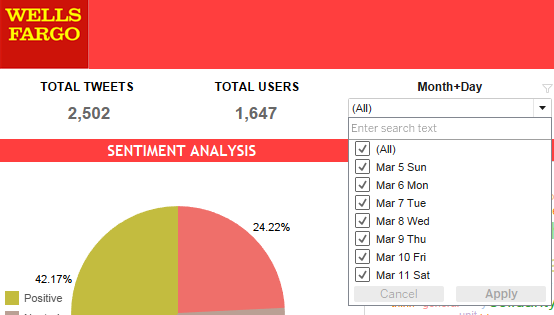 WELLS
FARGO
TOTAL TWEETS
TOTAL USERS
Month+Day
2,502
1,647
(All)
Enter search text
(All)
Mar 5 Sun
Mar 6 Mon
Mar 7 Tue
Mar 8 Wed
Mar 9 Thu
Mar 10 Fri
Mar 11 Sat
Cancel
Apply
SENTIMENT ANALYSIS
24.22%
42.17%
Positive